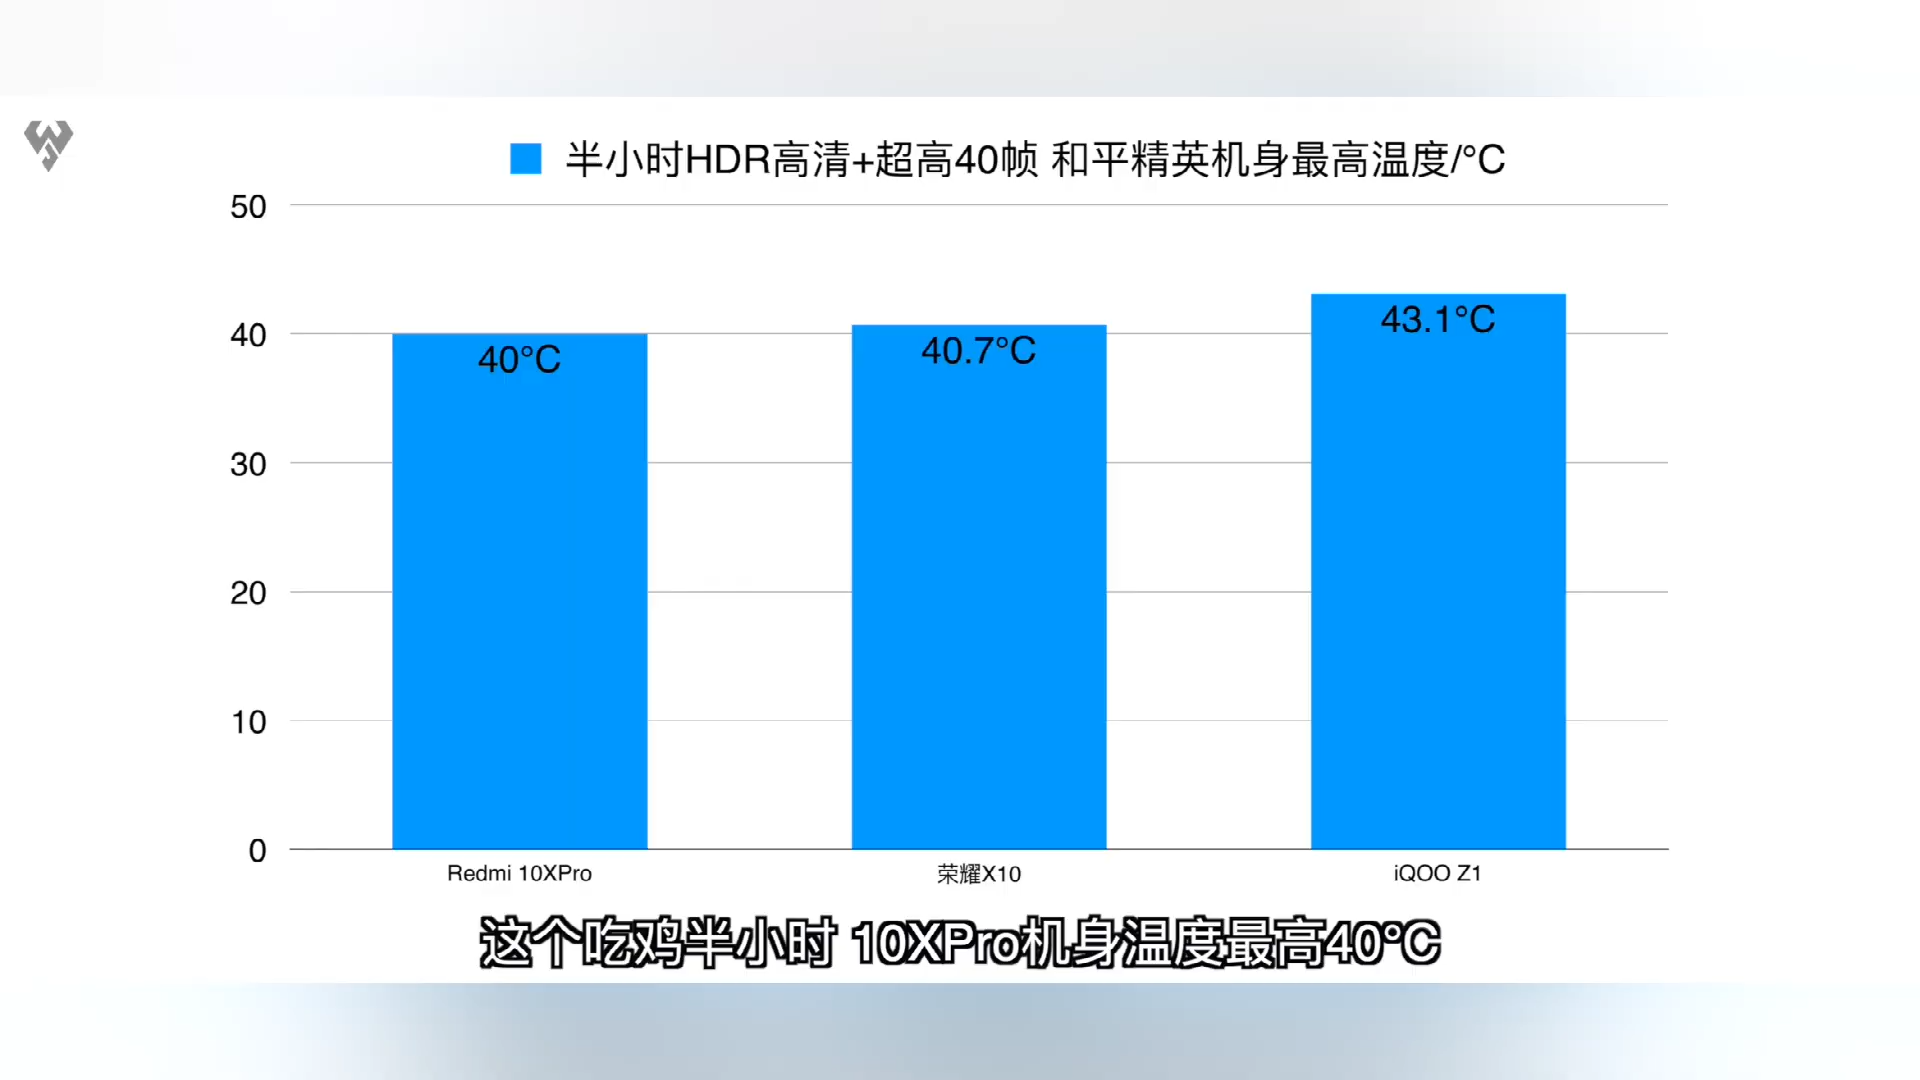 半小时HDR高清+超高40帧 和平精英机身最高温度/°C
50
40
30
20
10
0
40°C
40.7°C
43.1°C
Redmi 10XPro
荣耀X10
iQOO Z1
这个吃鸡半小时 10XPro机身温度最高40°C